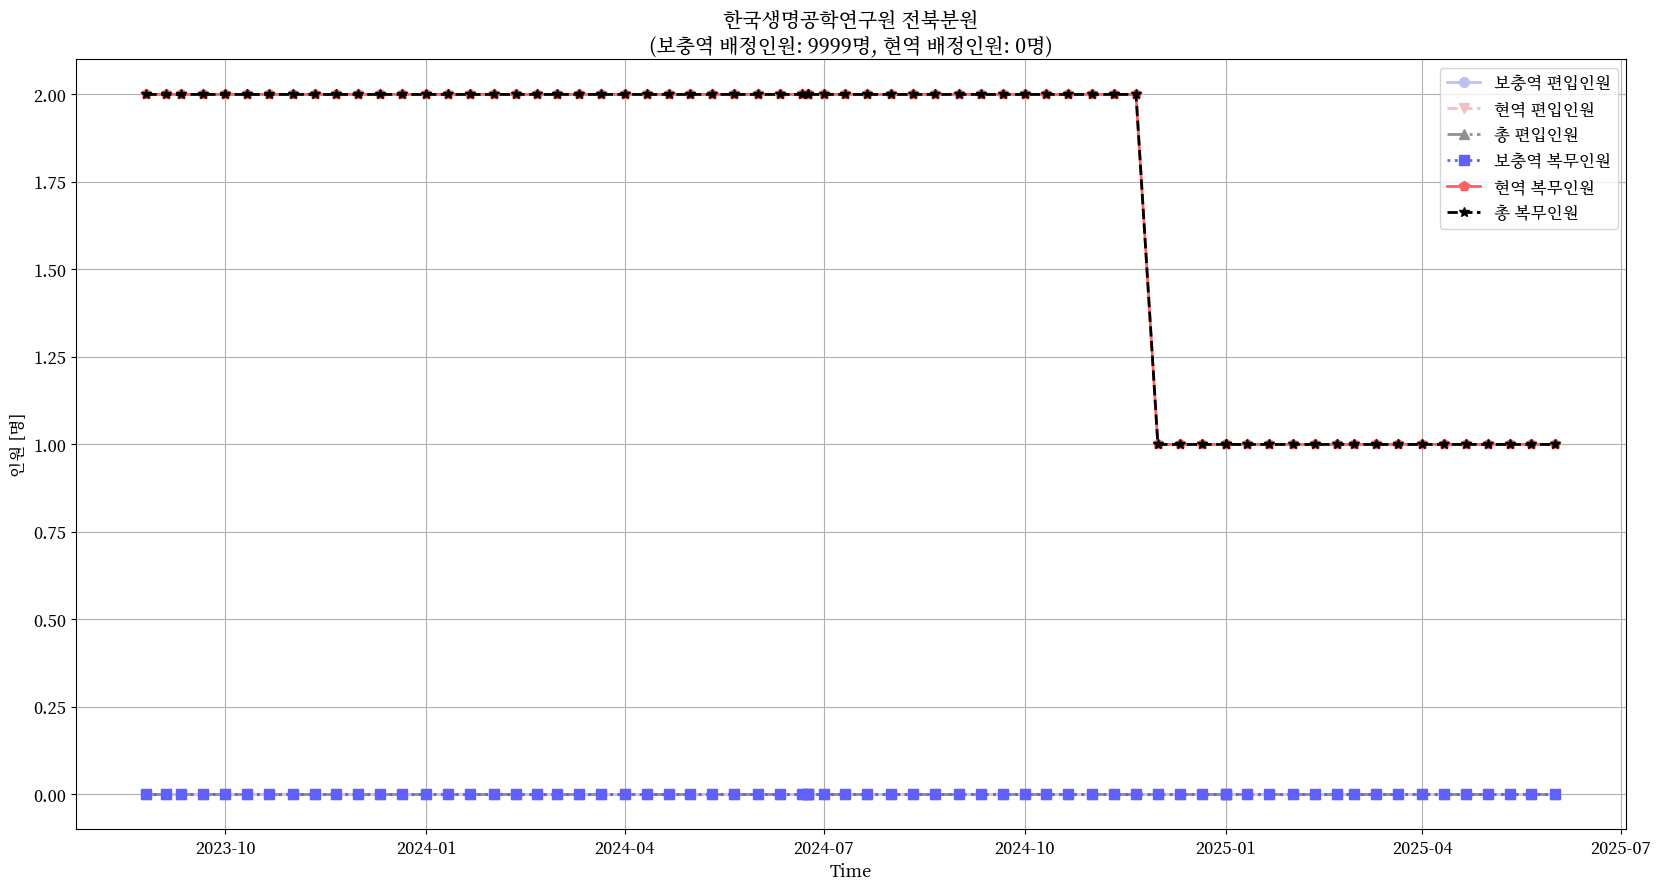 한국생명공학연구원 전북분원
(보충역 배정인원: 9999명, 현역 배정인원: 0명)
보충역 편입인원
현역 편입인원
총 편입인원
보충역 복무인원
현역 복무인원
총 복무인원
인원 [명]
2.00
1.75
1.50
1.25
1.00
0.75
0.50
0.25
0.00
2023-10
2024-01
2024-04
2024-07
2024-10
2025-01
2025-04
2025-07
Time